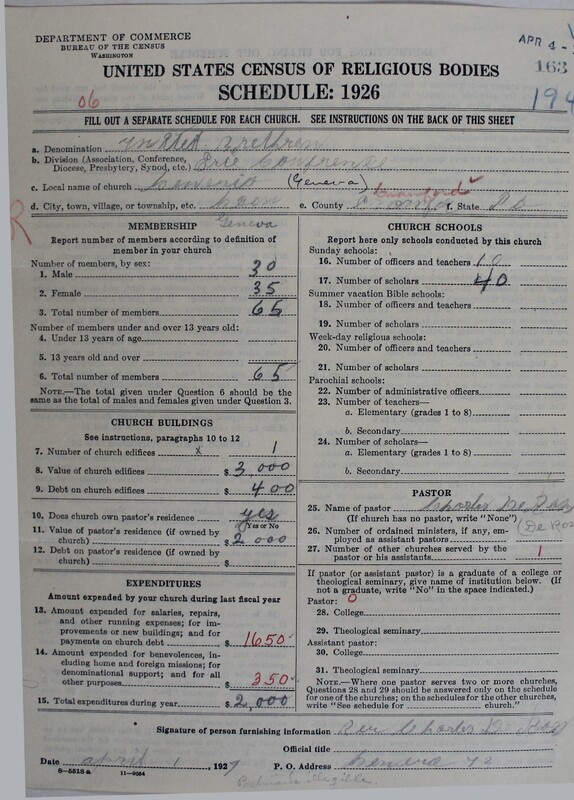 DEPARTMENT OF COMMERCE
BUREAU OF THE CENSUS
WASHINGTON
APR 4 -
163
UNITED STATES CENSUS OF RELIGIOUS BODIES
SCHEDULE: 1926
06
194
FILL OUT A SEPARATE SCHEDULE FOR EACH CHURCH. SEE INSTRUCTIONS ON THE BACK OF THIS SHEET
a. Denomination United Brethren
b. Division (Association, Conference, Diocese, Presbytery, Synod, etc.) Erie Conference
c. Local name of church (Geneva)
d. City, town, village, or township, etc. e. County Crawford f. State Pa
Geneva
R
MEMBERSHIP
Report number of members according to definition of member in your church
Number of members, by sex:
1. Male 30
2. Female 35
3. Total number of members 65
Number of members under and over 13 years old:
4. Under 13 years of age
5. 13 years old and over
6. Total number of members 65
NOTE.—The total given under Question 6 should be the same as the total of males and females given under Question 3.
CHURCH BUILDINGS
See instructions, paragraphs 10 to 12
7. Number of church edifices x 1
8. Value of church edifices $ 3,000
9. Debt on church edifices $ 400
10. Does church own pastor's residence yes
Yes or No
11. Value of pastor's residence (if owned by church) $ 2000
12. Debt on pastor's residence (if owned by church) $
EXPENDITURES
Amount expended by your church during last fiscal year
13. Amount expended for salaries, repairs, and other running expenses; for improvements or new buildings; and for payments on church debt $ 1650
14. Amount expended for benevolences, including home and foreign missions; for denominational support; and for all other purposes $ 350
15. Total expenditures during year $ 2,000
CHURCH SCHOOLS
Report here only schools conducted by this church
Sunday schools:
16. Number of officers and teachers 10
17. Number of scholars 40
Summer vacation Bible schools:
18. Number of officers and teachers
19. Number of scholars
Week-day religious schools:
20. Number of officers and teachers
21. Number of scholars
Parochial schools:
22. Number of administrative officers
23. Number of teachers—
a. Elementary (grades 1 to 8)
b. Secondary
24. Number of scholars—
a. Elementary (grades 1 to 8)
b. Secondary
PASTOR
25. Name of pastor Charles De
(If church has no pastor, write "None")
26. Number of ordained ministers, if any, employed as assistant pastors
27. Number of other churches served by the pastor or his assistants 1
If pastor (or assistant pastor) is a graduate of a college or theological seminary, give name of institution below. (If not a graduate, write "No" in the space indicated.)
Pastor: O
28. College
29. Theological seminary
Assistant pastor:
30. College
31. Theological seminary
NOTE.—Where one pastor serves two or more churches, Questions 28 and 29 should be answered only on the schedule for one of the churches; on the schedules for the other churches, write "See schedule for church."
Signature of person furnishing information Rev Charles
Official title
Date April 1, 1927 P. O. Address Geneva
8-5518a 11-9054
Postmark illegible.